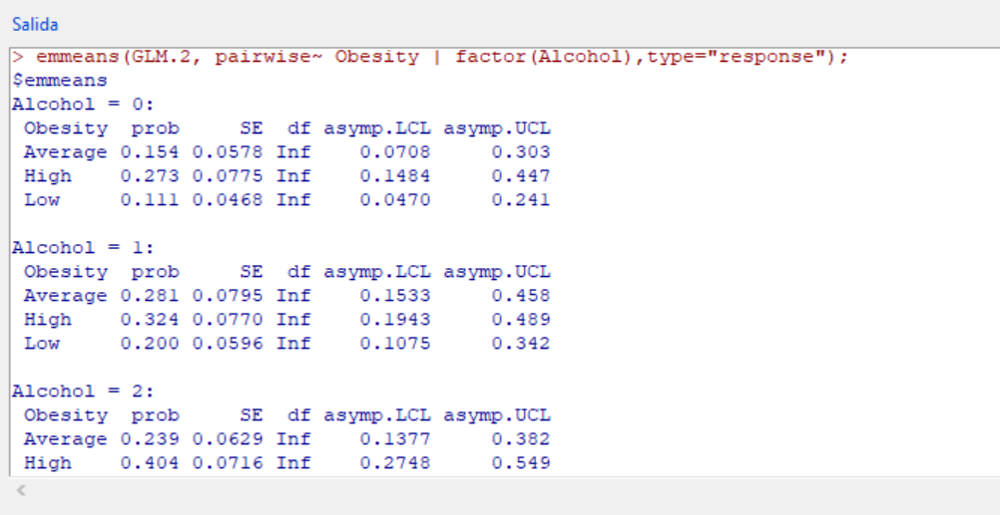 Salida
> emmeans(GLM.2, pairwise~ Obesity | factor(Alcohol),type="response");
$emmeans
Alcohol = 0:
 Obesity  prob     SE  df asymp.LCL asymp.UCL
 Average 0.154 0.0578 Inf    0.0708     0.303
 High    0.273 0.0775 Inf    0.1484     0.447
 Low     0.111 0.0468 Inf    0.0470     0.241

Alcohol = 1:
 Obesity  prob     SE  df asymp.LCL asymp.UCL
 Average 0.281 0.0795 Inf    0.1533     0.458
 High    0.324 0.0770 Inf    0.1943     0.489
 Low     0.200 0.0596 Inf    0.1075     0.342

Alcohol = 2:
 Obesity  prob     SE  df asymp.LCL asymp.UCL
 Average 0.239 0.0629 Inf    0.1377     0.382
 High    0.404 0.0716 Inf    0.2748     0.549